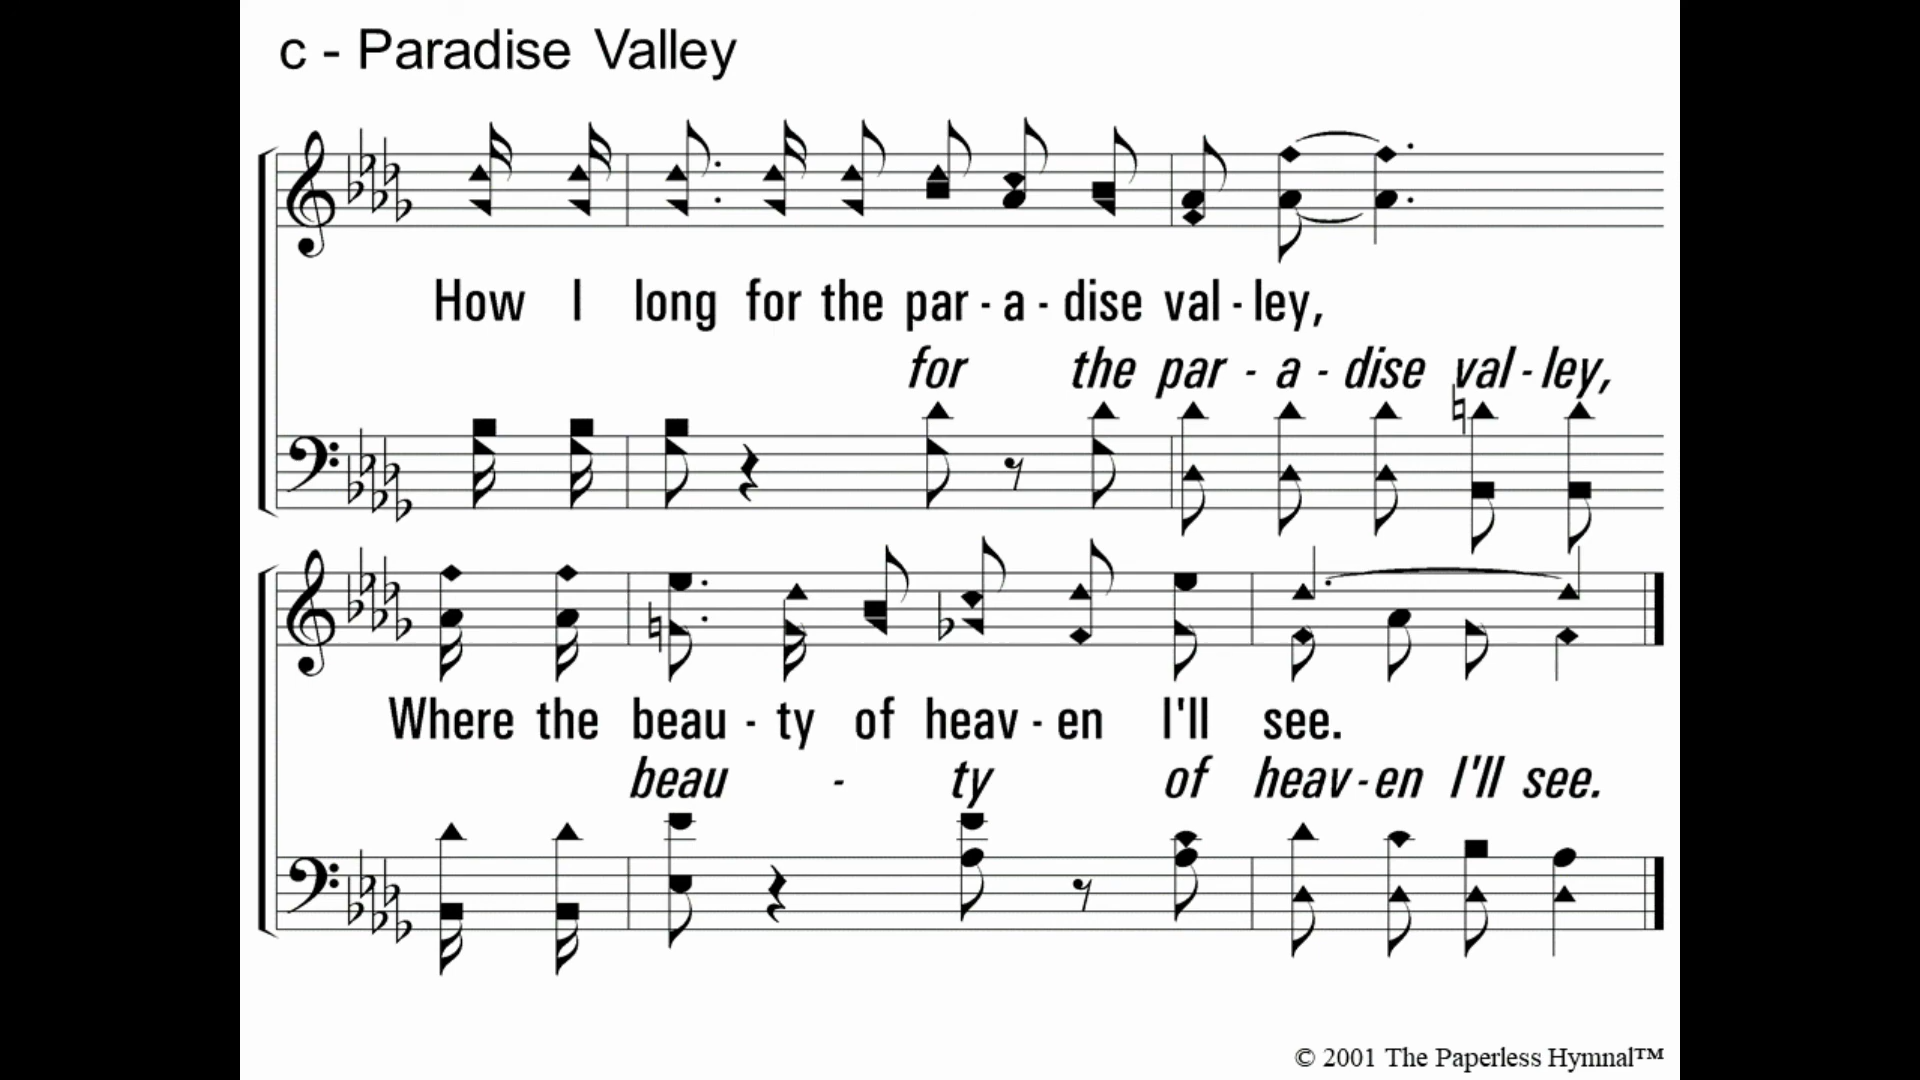 c - Paradise Valley
How I long for the par - a - dise val - ley,
for the par - a - dise val - ley,
Where the beau - ty of heav - en I'll see.
beau - ty of heav - en I'll see.
© 2001 The Paperless Hymnal™